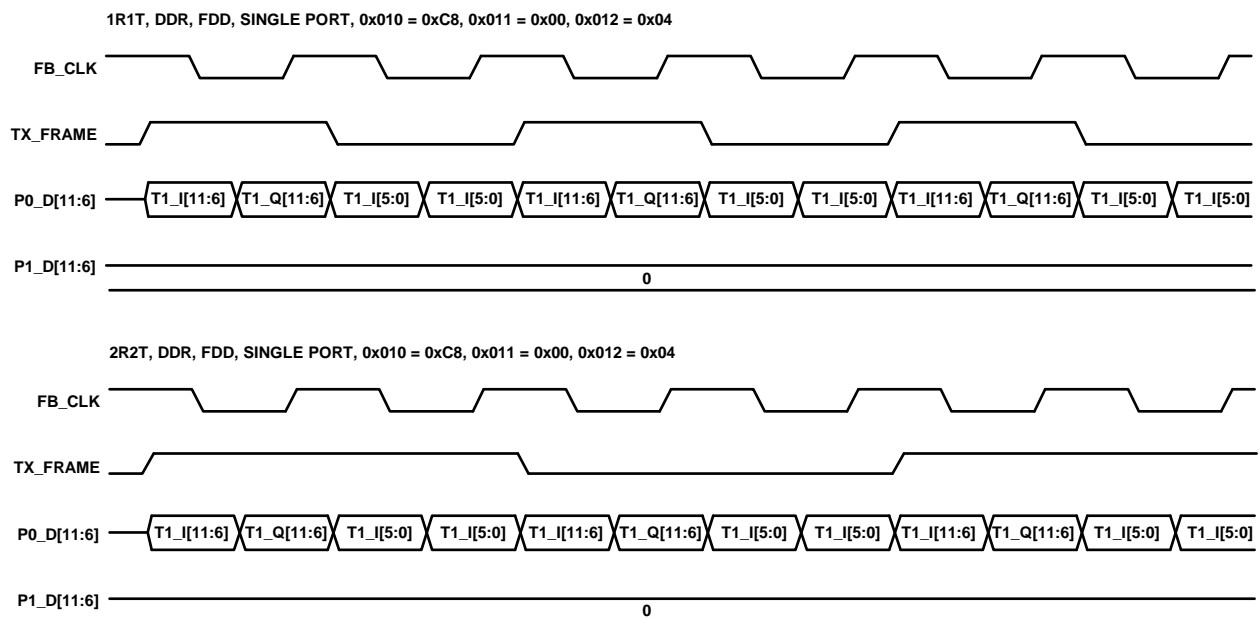 1R1T, DDR, FDD, SINGLE PORT, 0x010 = 0xC8, 0x011 = 0x00, 0x012 = 0x04
FB_CLK
TX_FRAME
P0_D[11:6] T1_I[11:6] T1_Q[11:6] T1_I[5:0] T1_I[5:0] T1_I[11:6] T1_Q[11:6] T1_I[5:0] T1_I[5:0] T1_I[11:6] T1_Q[11:6] T1_I[5:0] T1_I[5:0]
P1_D[11:6]
0
2R2T, DDR, FDD, SINGLE PORT, 0x010 = 0xC8, 0x011 = 0x00, 0x012 = 0x04
FB_CLK
TX_FRAME
P0_D[11:6] T1_I[11:6] T1_Q[11:6] T1_I[5:0] T1_I[5:0] T1_I[11:6] T1_Q[11:6] T1_I[5:0] T1_I[5:0] T1_I[11:6] T1_Q[11:6] T1_I[5:0] T1_I[5:0]
P1_D[11:6]
0